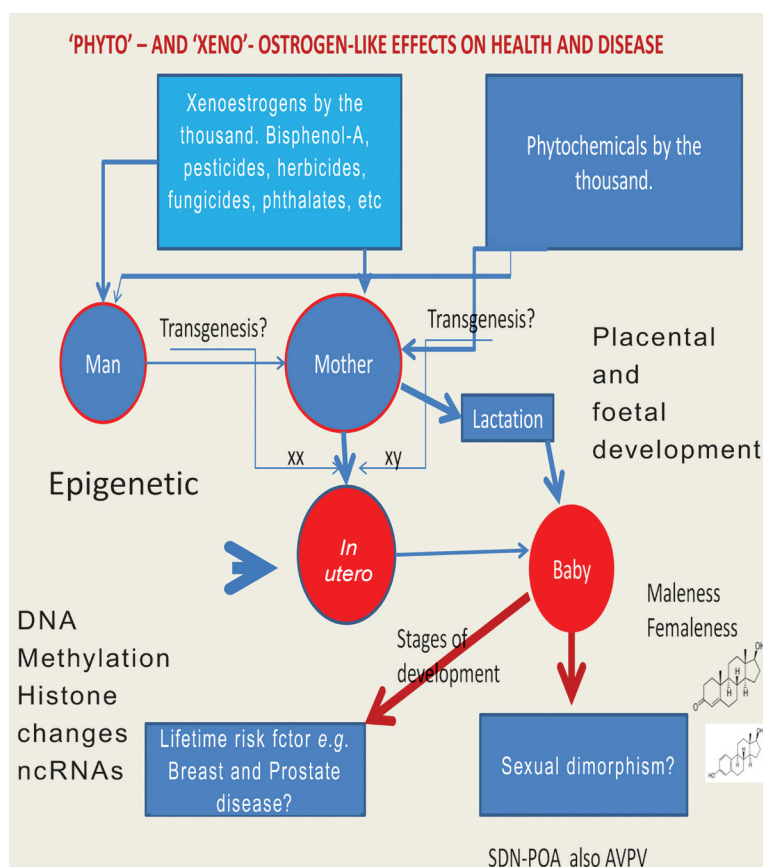 'PHYTO' – AND 'XENO'- OSTROGEN-LIKE EFFECTS ON HEALTH AND DISEASE
Xenoestrogens by the
thousand. Bisphenol-A,
pesticides, herbicides,
fungicides, phthalates, etc
Phytochemicals by the
thousand.
Transgenesis?
Transgenesis?
Man
Mother
Placental
and
foetal
development
Lactation
xx
xy
Epigenetic
In
utero
Baby
Maleness
Femaleness
DNA
Methylation
Histone
changes
ncRNAs
Stages of
development
OH
H
H
H
O
Lifetime risk fctor e.g.
Breast and Prostate
disease?
Sexual dimorphism?
OH
H
H
H
HO
SDN-POA also AVPV